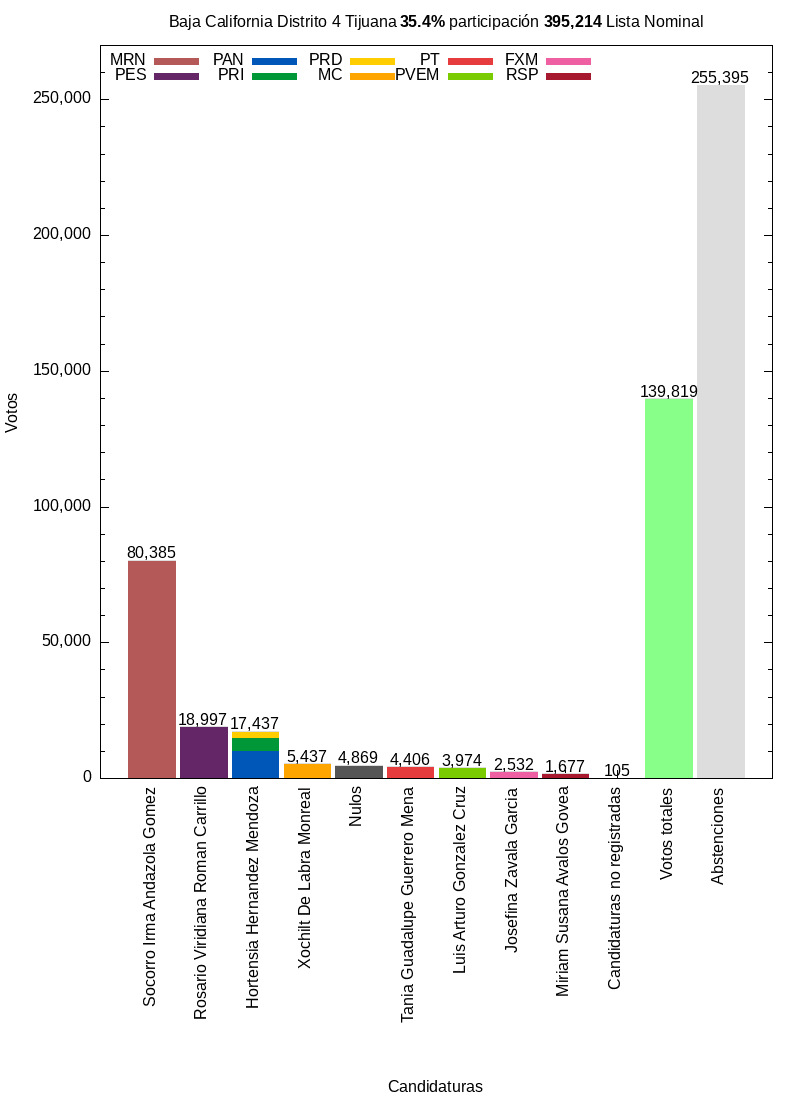 Baja California Distrito 4 Tijuana 35.4% participación 395,214 Lista Nominal
MRN PAN PRD PT FXM
PES PRI MC PVEM RSP
Votos
250,000
200,000
150,000
100,000
50,000
0
80,385
18,997
17,437
5,437
4,869
4,406
3,974
2,532
1,677
105
139,819
255,395
Socorro Irma Andazola Gomez
Rosario Viridiana Roman Carrillo
Hortensia Hernandez Mendoza
Xochilt De Labra Monreal
Nulos
Tania Guadalupe Guerrero Mena
Luis Arturo Gonzalez Cruz
Josefina Zavala Garcia
Miriam Susana Avalos Govea
Candidaturas no registradas
Votos totales
Abstenciones
Candidaturas